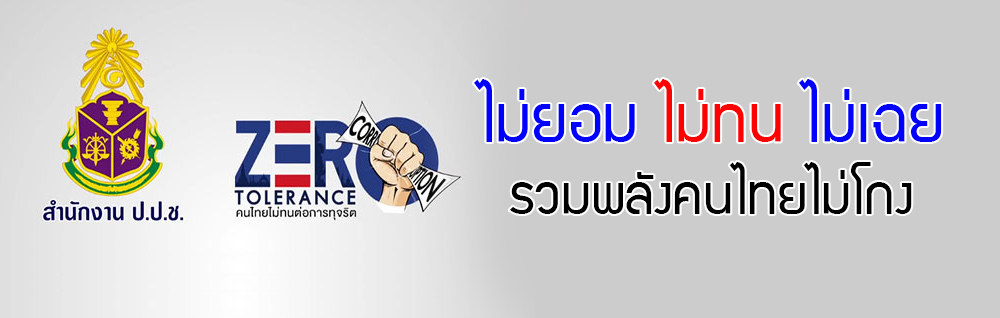 สำนักงาน ป.ป.ช.
ZERO
CORRUPTION
TOLERANCE
คนไทยไม่ทนต่อการทุจริต
ไม่ยอม ไม่ทน ไม่เฉย
รวมพลังคนไทยไม่โกง